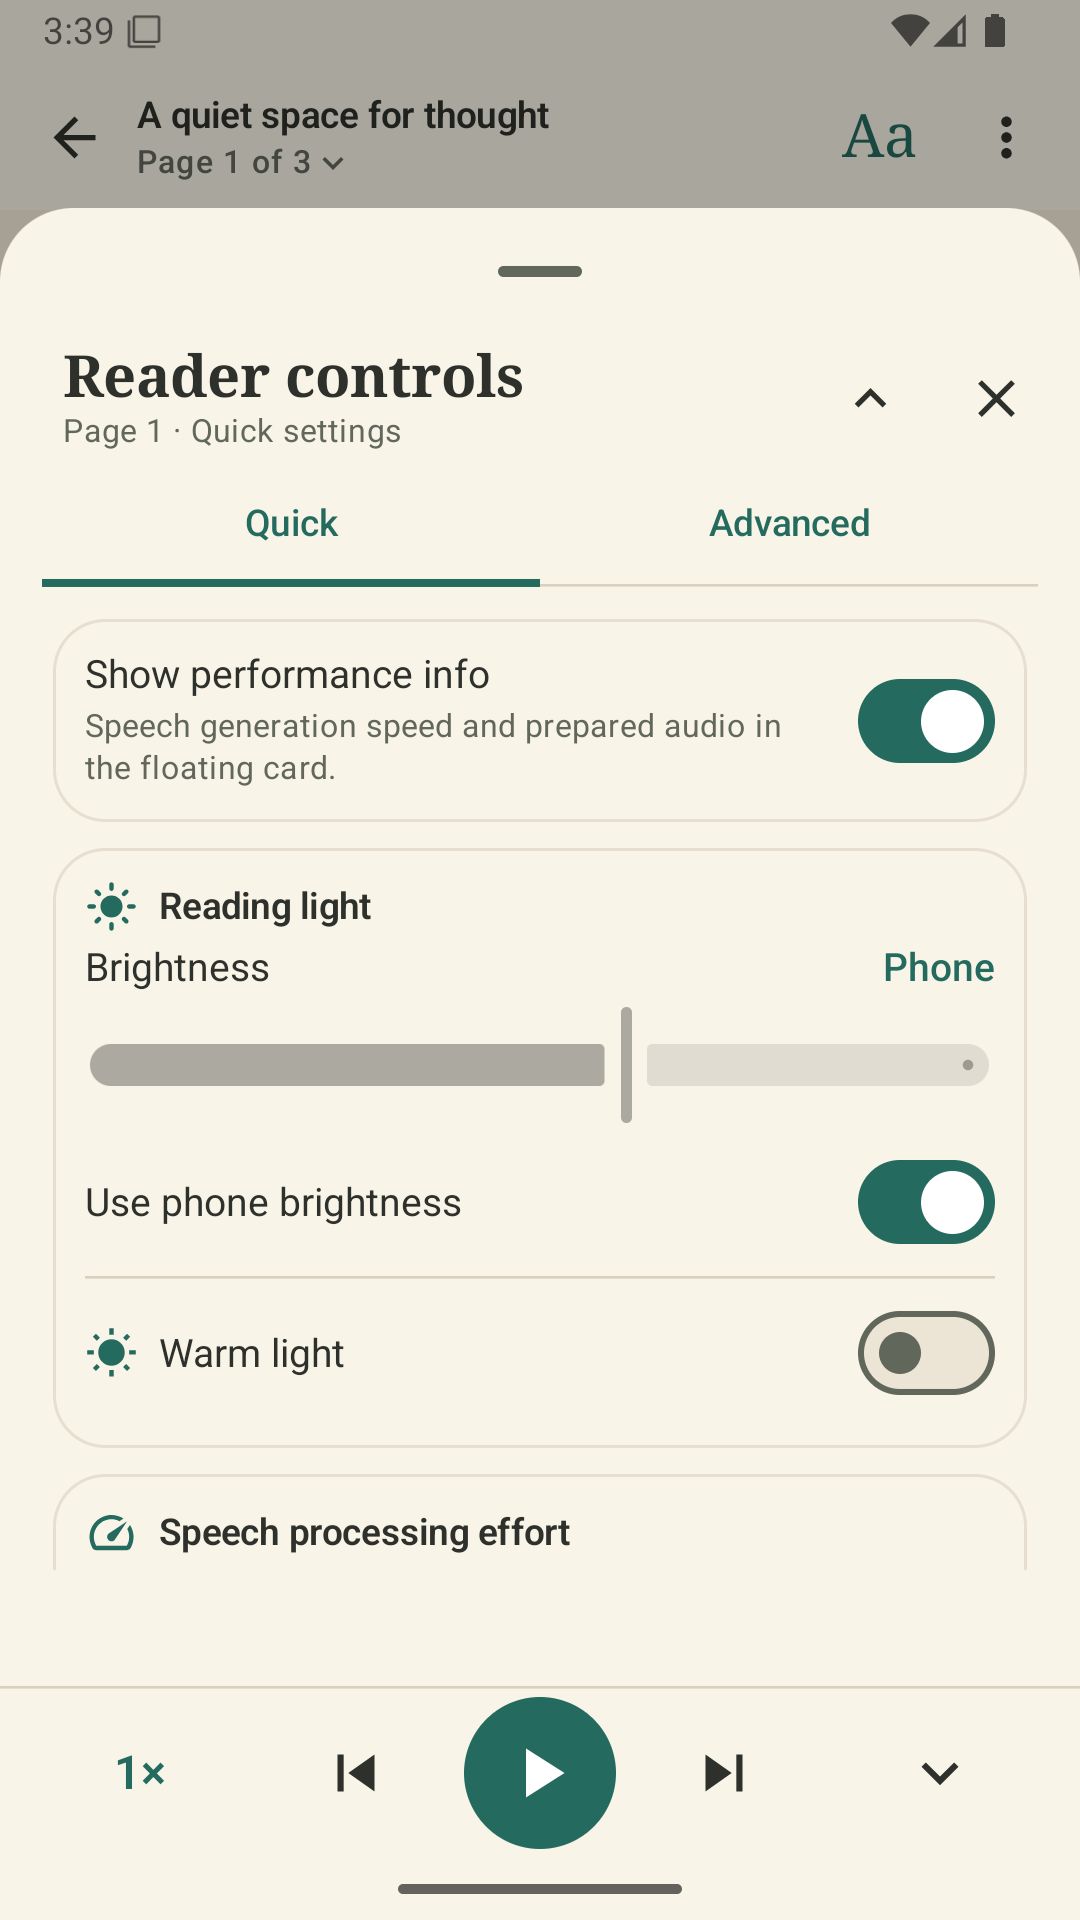 3:39
A quiet space for thought
Page 1 of 3
Aa
Reader controls
Page 1 · Quick settings
Quick
Advanced
Show performance info
Speech generation speed and prepared audio in
the floating card.
Reading light
Brightness
Phone
Use phone brightness
Warm light
Speech processing effort
1×